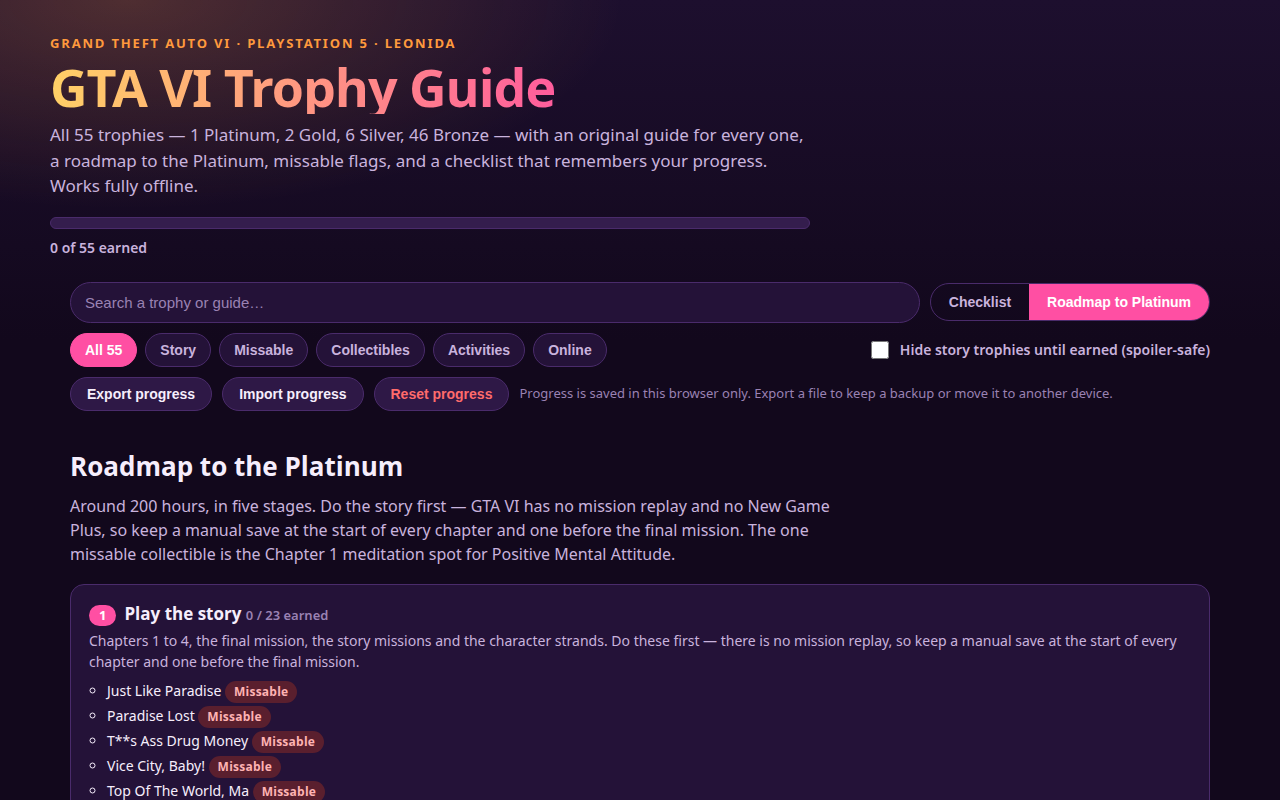 GRAND THEFT AUTO VI · PLAYSTATION 5 · LEONIDA
GTA VI Trophy Guide
All 55 trophies — 1 Platinum, 2 Gold, 6 Silver, 46 Bronze — with an original guide for every one,
a roadmap to the Platinum, missable flags, and a checklist that remembers your progress.
Works fully offline.
0 of 55 earned
Search a trophy or guide…
Checklist
Roadmap to Platinum
All 55
Story
Missable
Collectibles
Activities
Online
Hide story trophies until earned (spoiler-safe)
Export progress
Import progress
Reset progress
Progress is saved in this browser only. Export a file to keep a backup or move it to another device.
Roadmap to the Platinum
Around 200 hours, in five stages. Do the story first — GTA VI has no mission replay and no New Game
Plus, so keep a manual save at the start of every chapter and one before the final mission. The one
missable collectible is the Chapter 1 meditation spot for Positive Mental Attitude.
1 Play the story 0 / 23 earned
Chapters 1 to 4, the final mission, the story missions and the character strands. Do these first — there is no mission replay, so keep a manual save at the start of every
chapter and one before the final mission.
Just Like Paradise Missable
Paradise Lost Missable
T**s Ass Drug Money Missable
Vice City, Baby! Missable
Top Of The World, Ma Missable